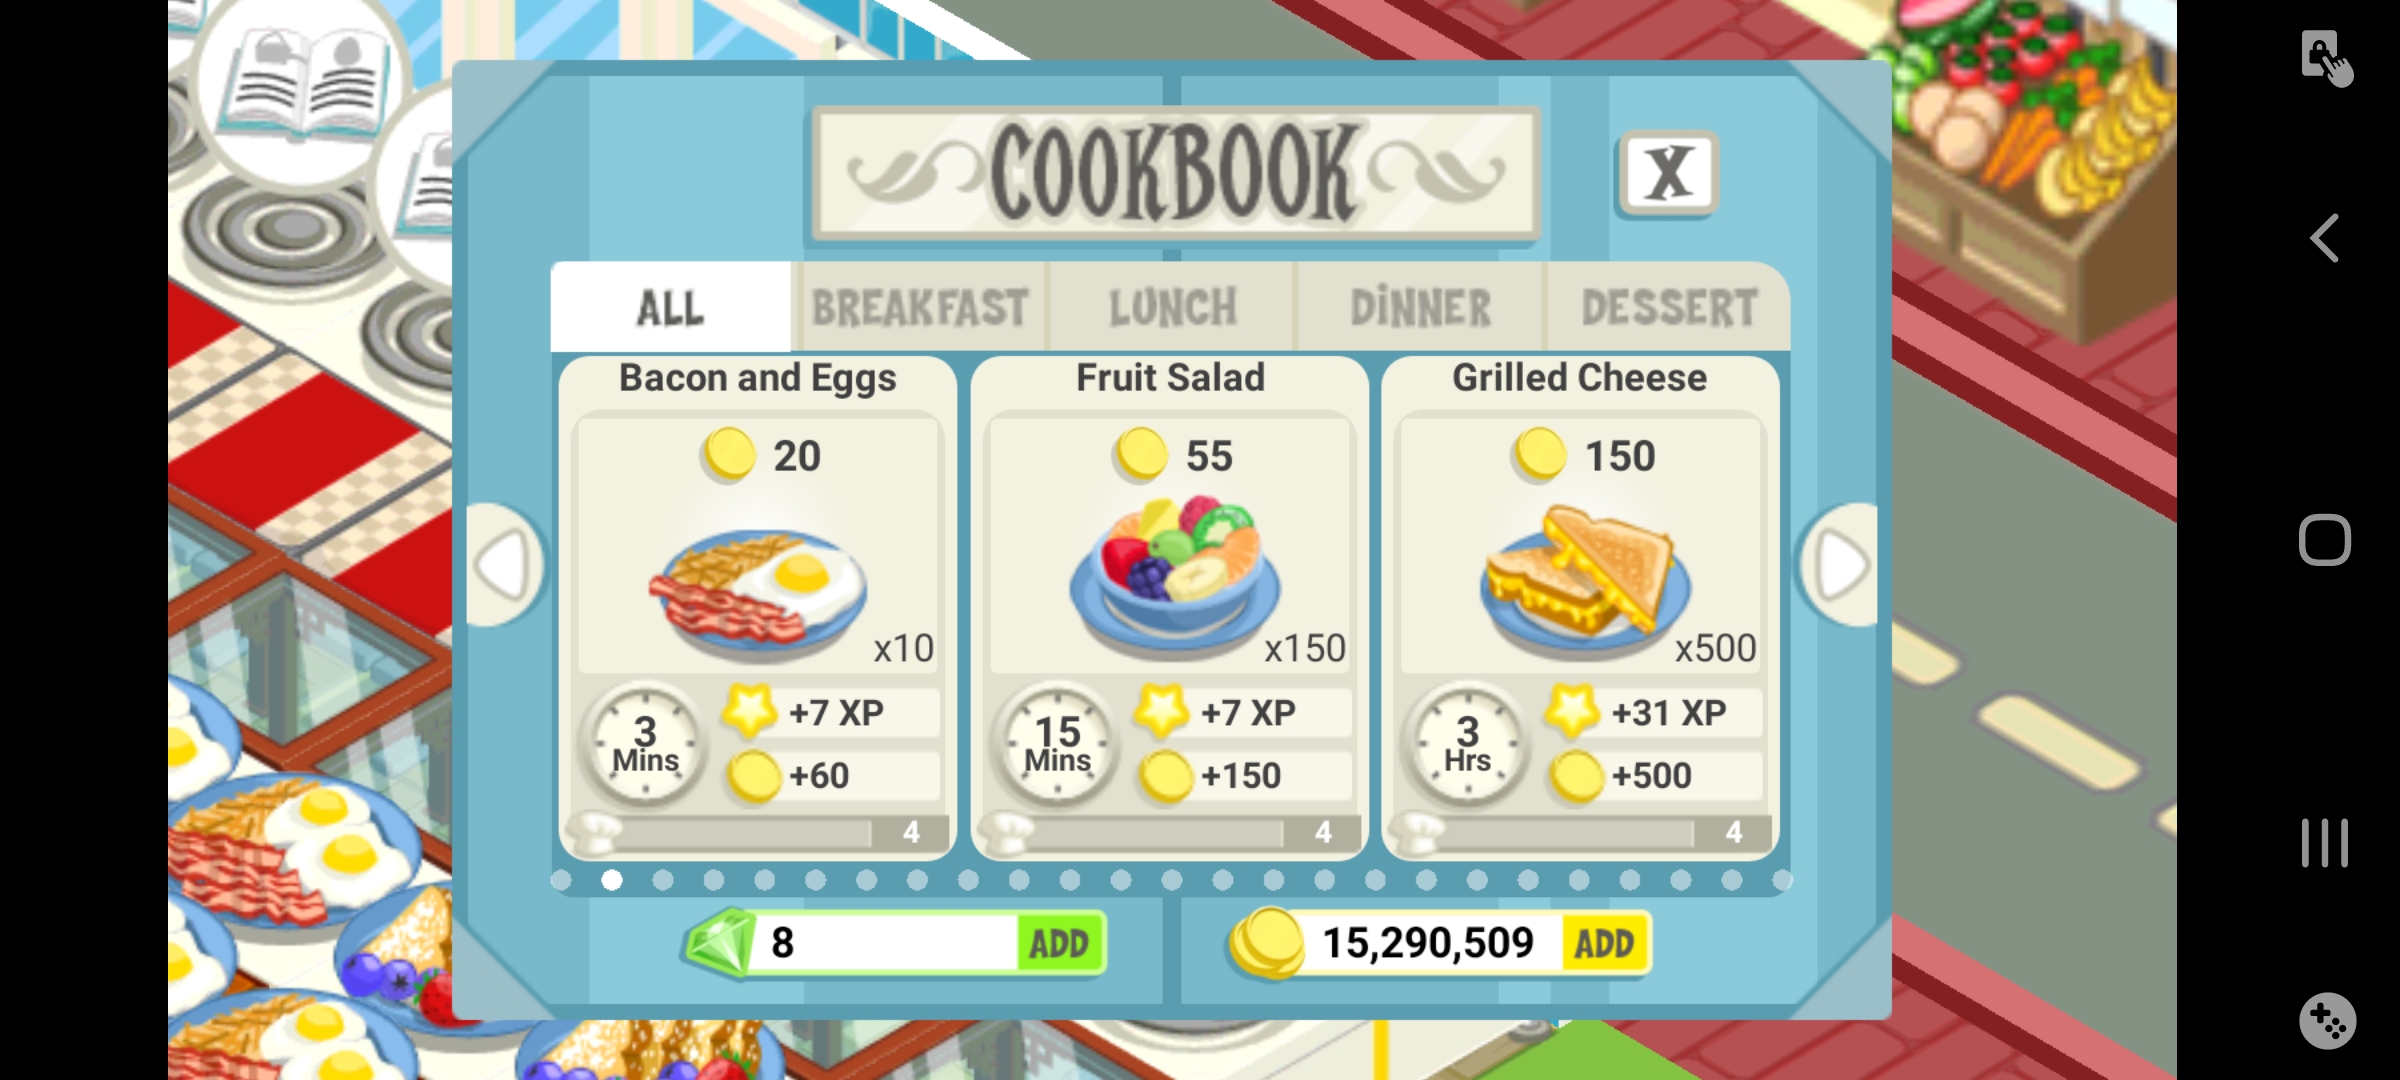 COOKBOOK
X
ALL
BREAKFAST
LUNCH
DINNER
DESSERT
Bacon and Eggs
20
x10
3
Mins
+7 XP
+60
4
Fruit Salad
55
x150
15
Mins
+7 XP
+150
4
Grilled Cheese
150
x500
3
Hrs
+31 XP
+500
4
8
ADD
15,290,509
ADD